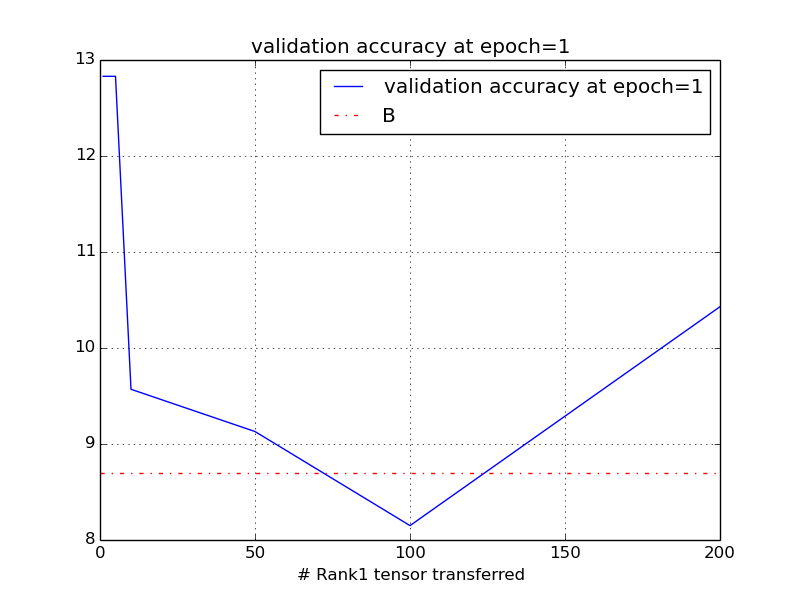 validation accuracy at epoch=1
validation accuracy at epoch=1
B
13
12
11
10
9
8
0 50 100 150 200
# Rank1 tensor transferred